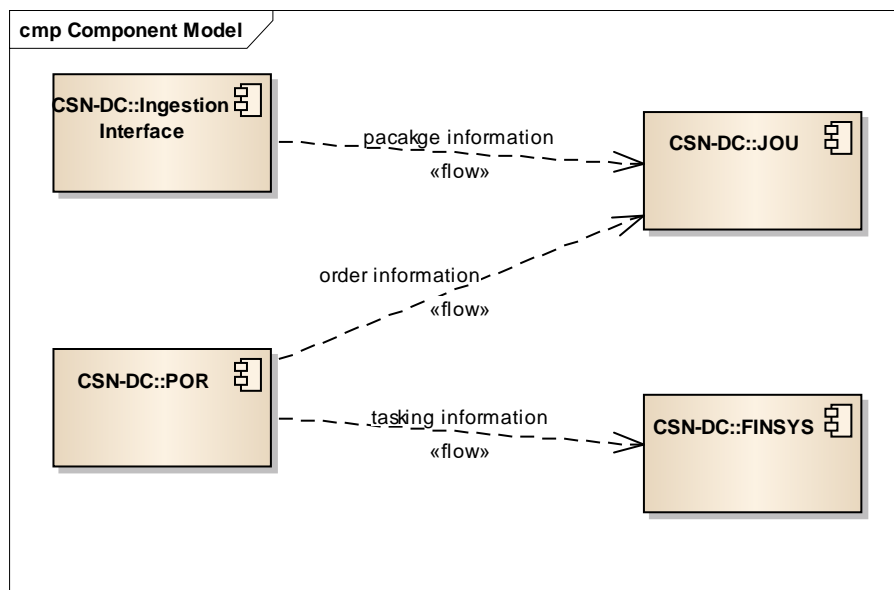 cmp Component Model
CSN-DC::Ingestion
Interface
pacakge information
«flow»
CSN-DC::JOU
order information
«flow»
CSN-DC::POR
tasking information
«flow»
CSN-DC::FINSYS